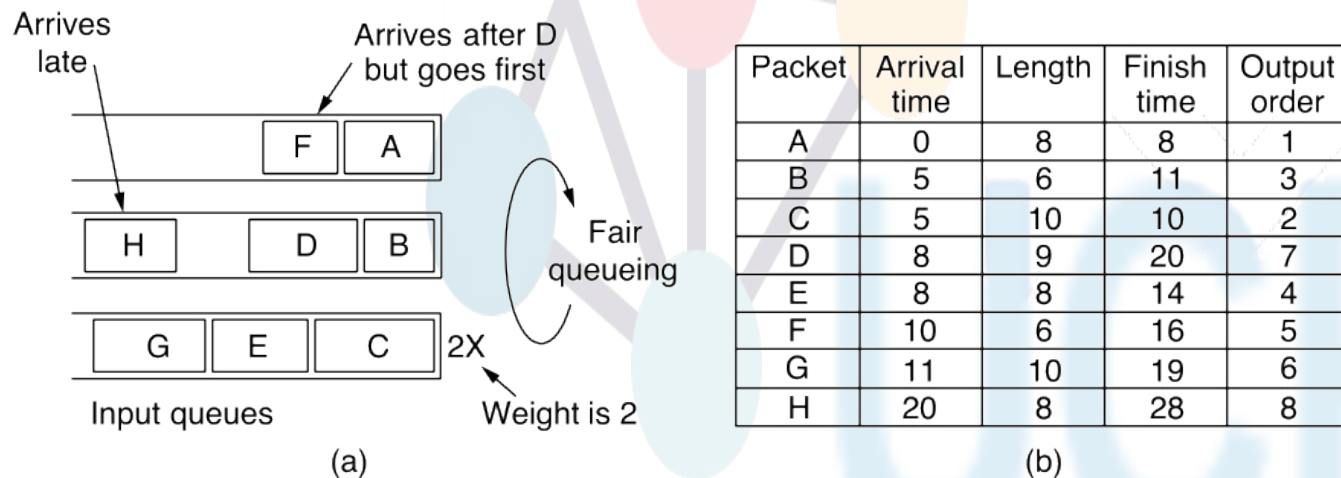 Arrives
late
Arrives after D
but goes first
F A
H D B
G E C 2X
Fair
queueing
Input queues
Weight is 2
(a)
Packet Arrival time Length Finish time Output order
A 0 8 8 1
B 5 6 11 3
C 5 10 10 2
D 8 9 20 7
E 8 8 14 4
F 10 6 16 5
G 11 10 19 6
H 20 8 28 8
(b)